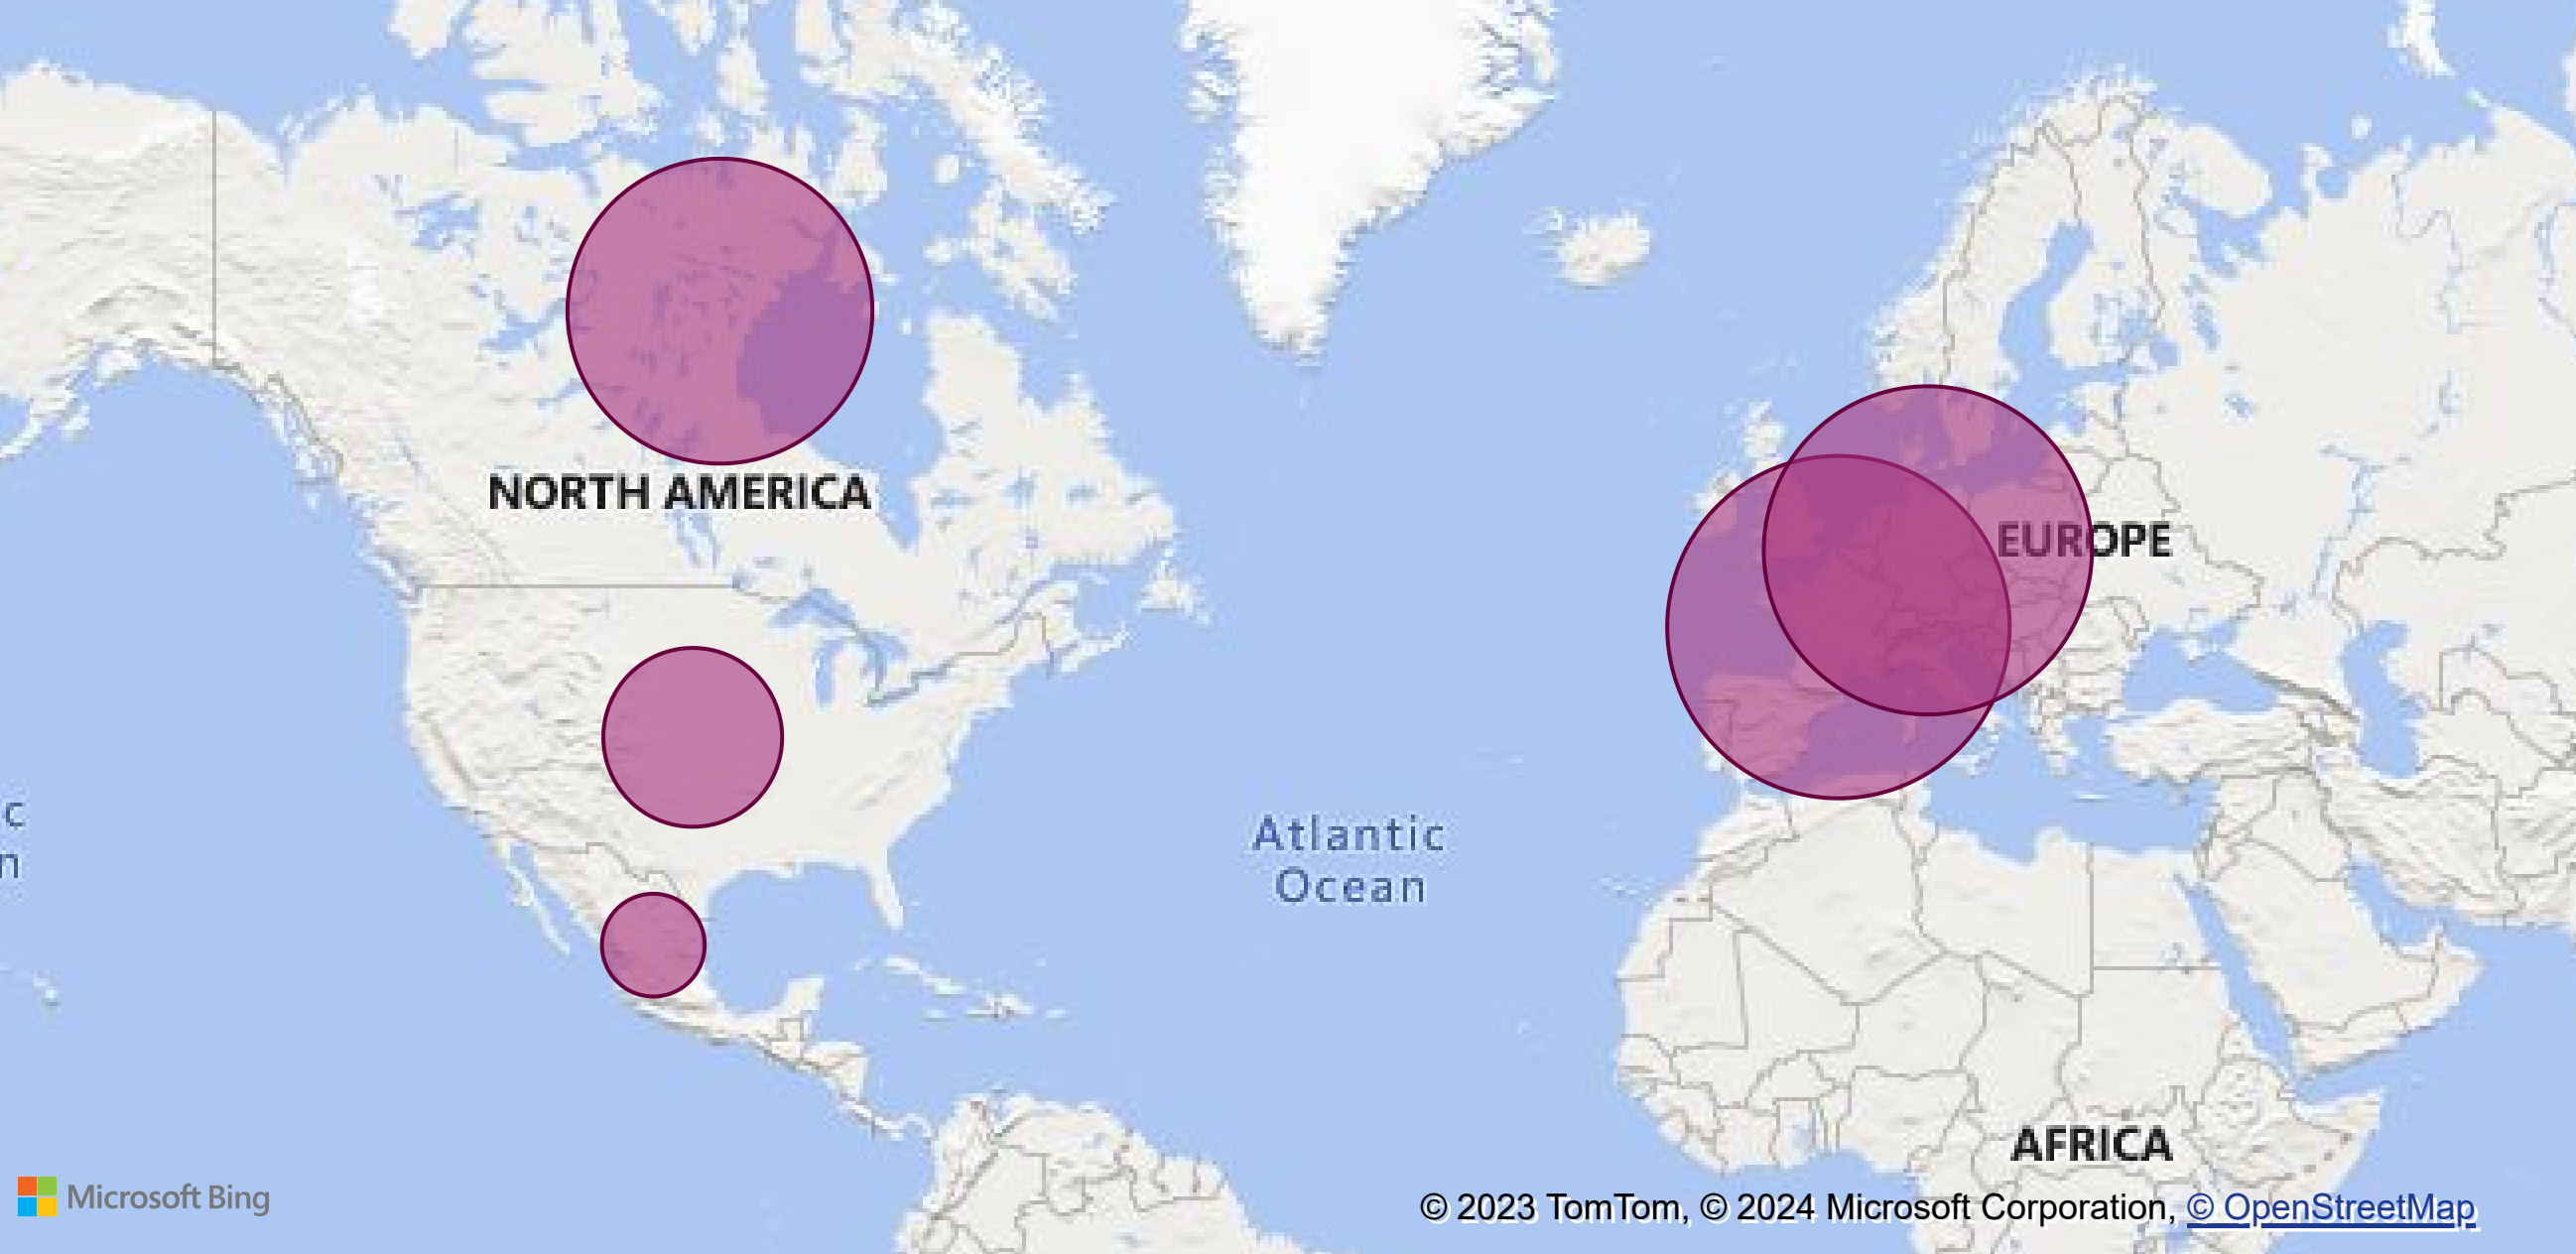 NORTH AMERICA
EUROPE
c
n
Atlantic
Ocean
AFRICA
Microsoft Bing
© 2023 TomTom, © 2024 Microsoft Corporation, © OpenStreetMap